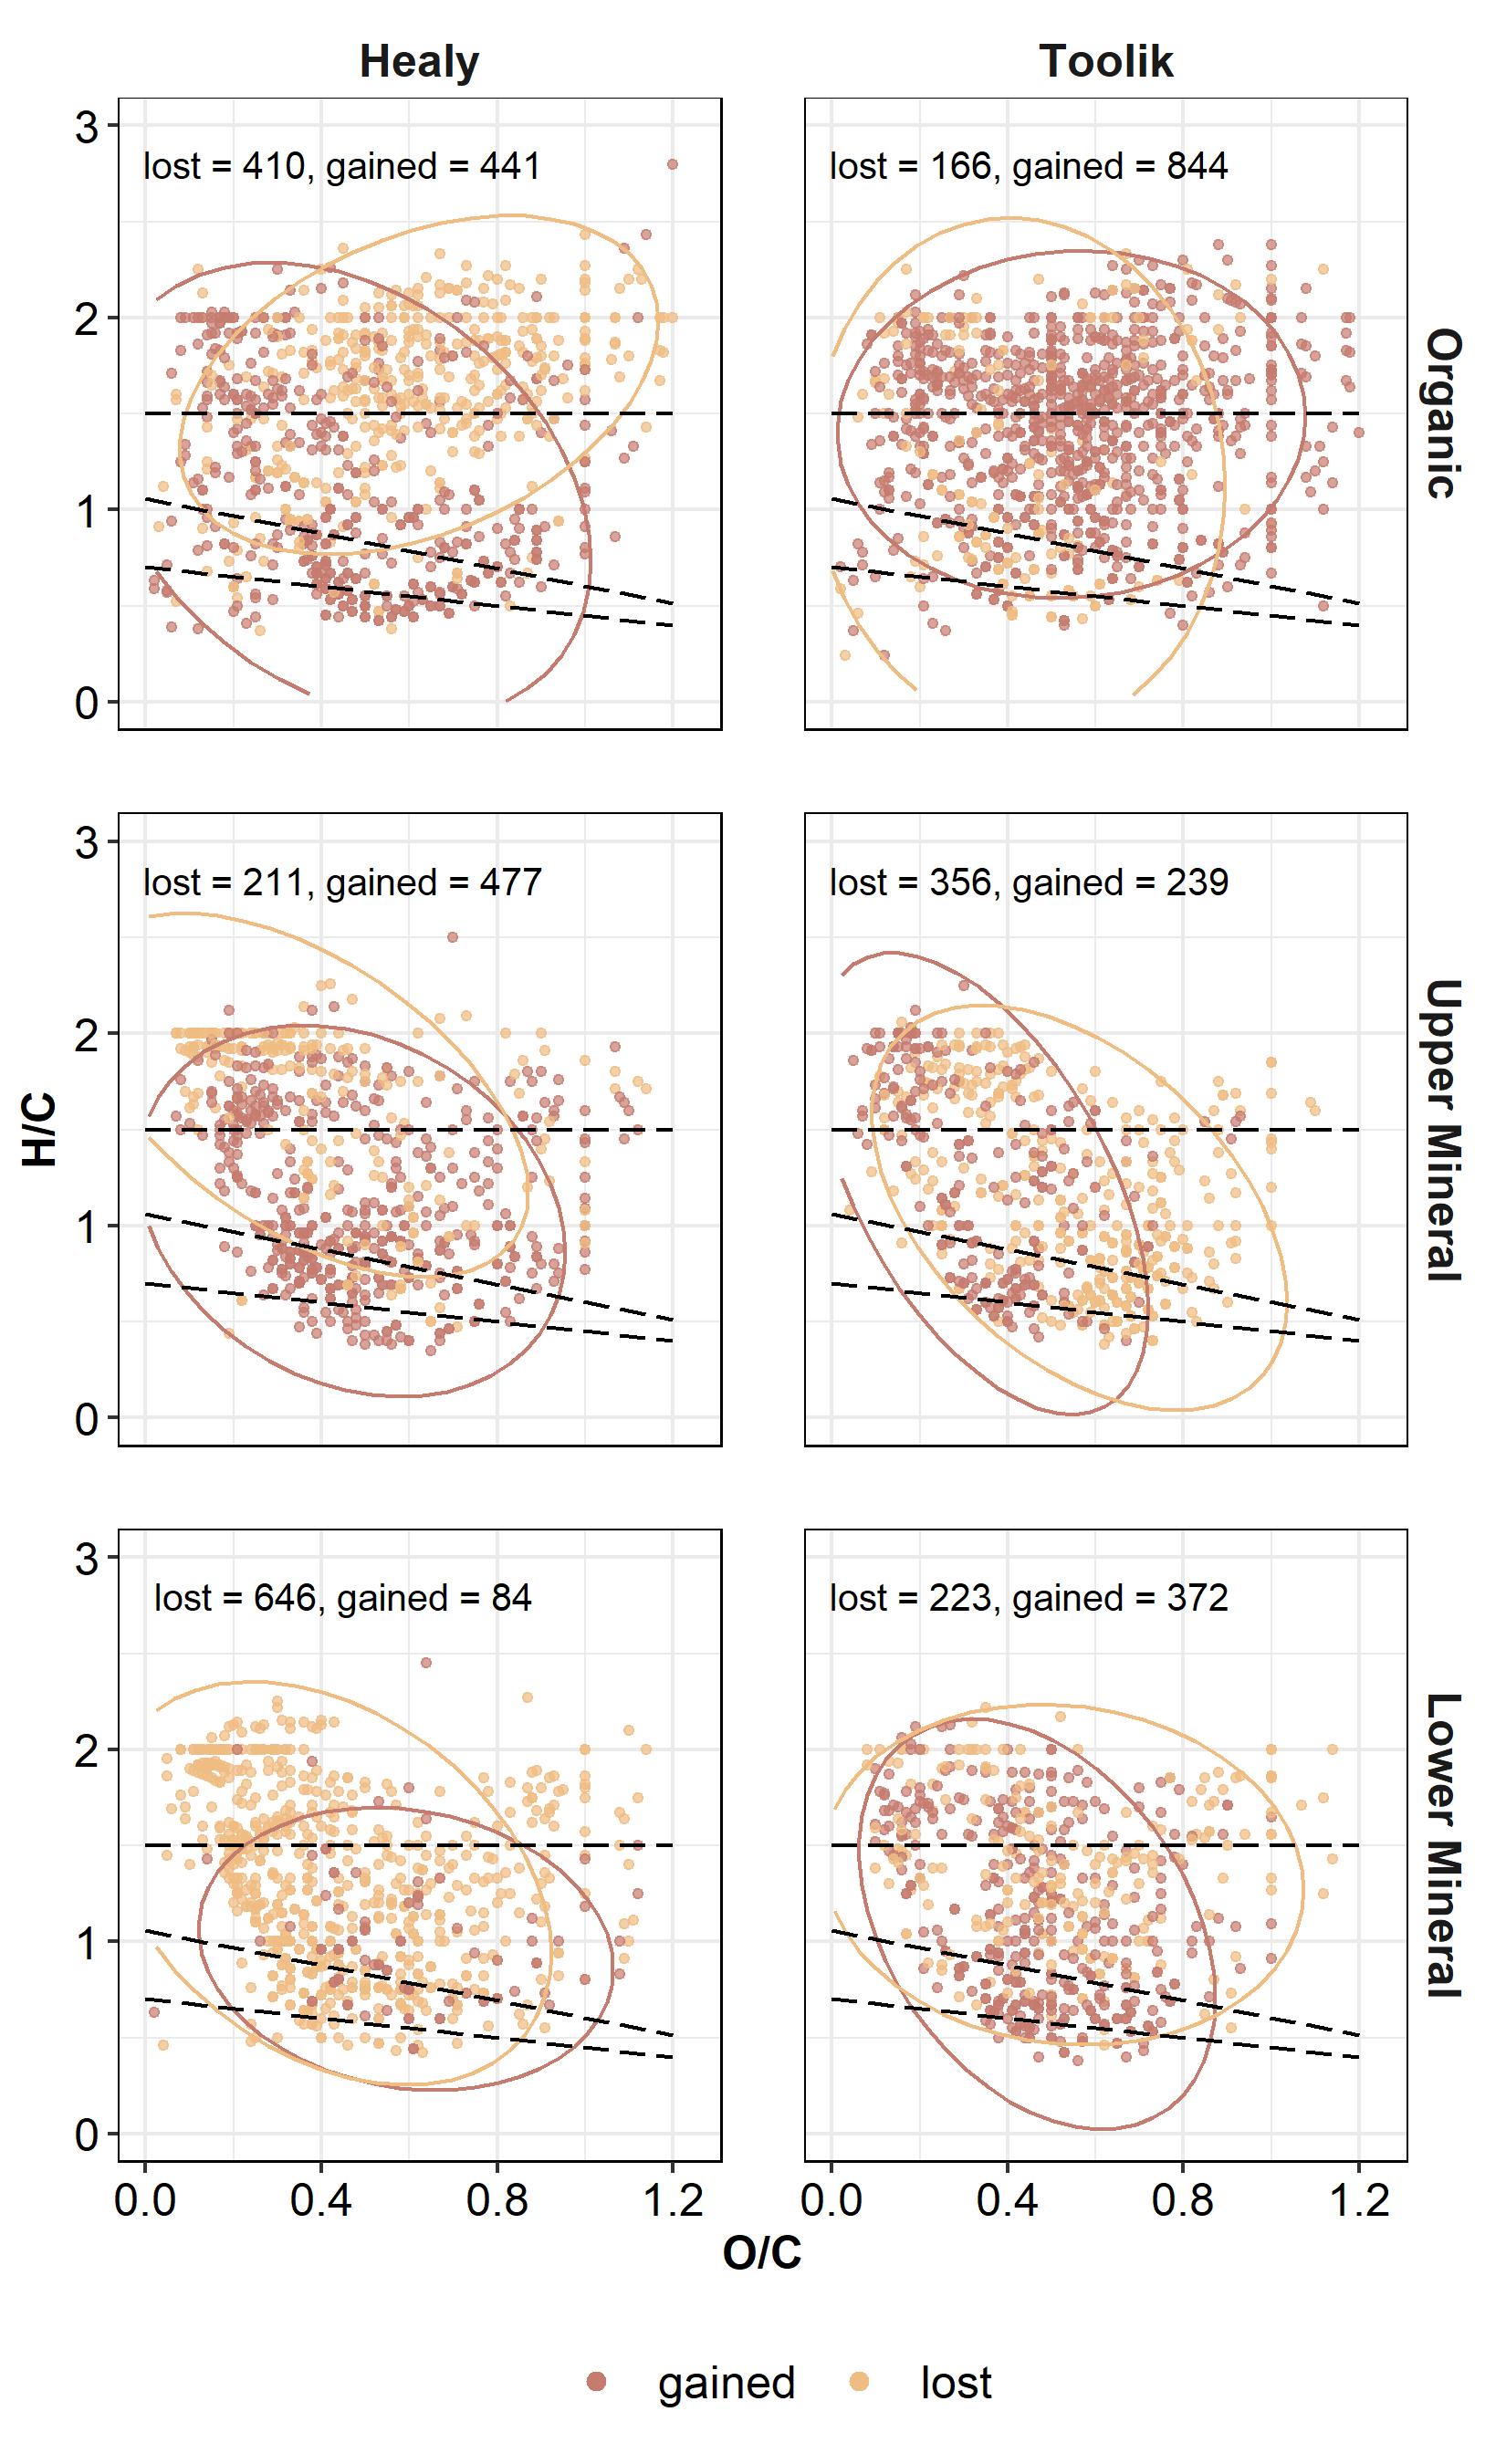 Healy
Toolik
3
2
1
0
lost = 410, gained = 441
lost = 166, gained = 844
Organic
3
2
1
0
lost = 211, gained = 477
lost = 356, gained = 239
Upper Mineral
H/C
3
2
1
0
lost = 646, gained = 84
lost = 223, gained = 372
Lower Mineral
0.0 0.4 0.8 1.2
0.0 0.4 0.8 1.2
O/C
gained
lost